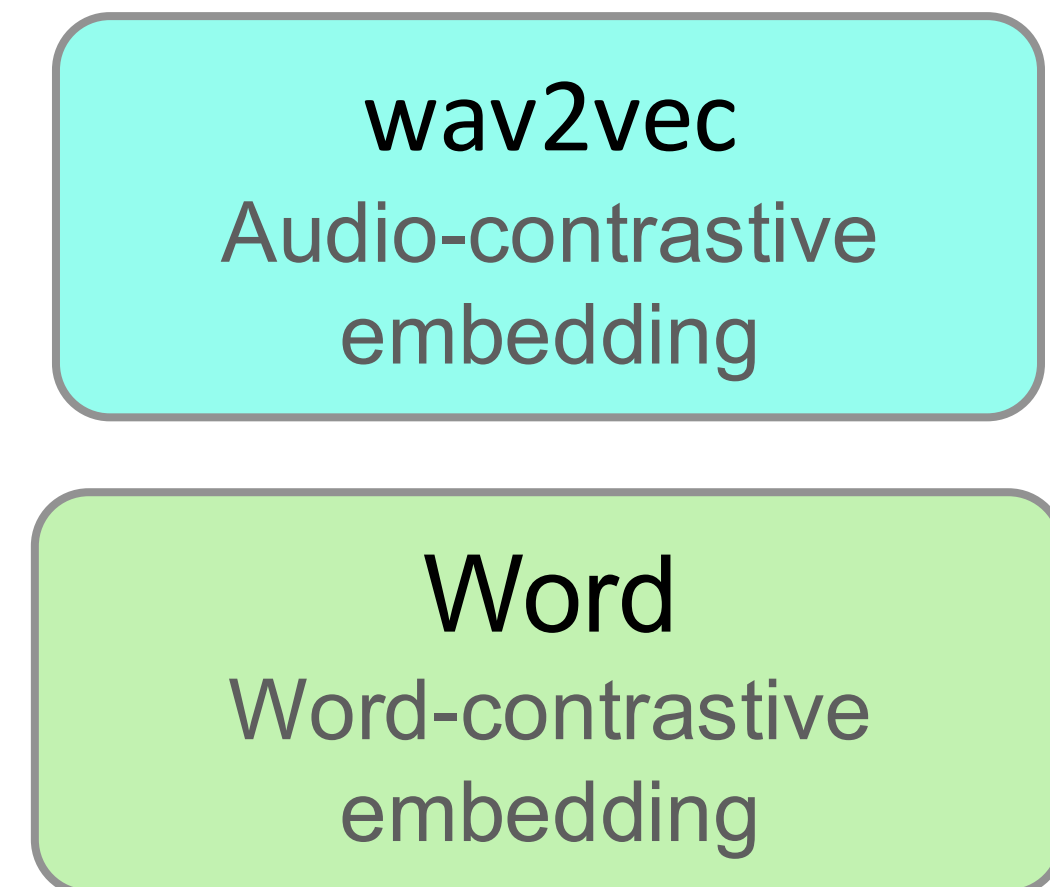 wav2vec
Audio-contrastive
embedding
Word
Word-contrastive
embedding